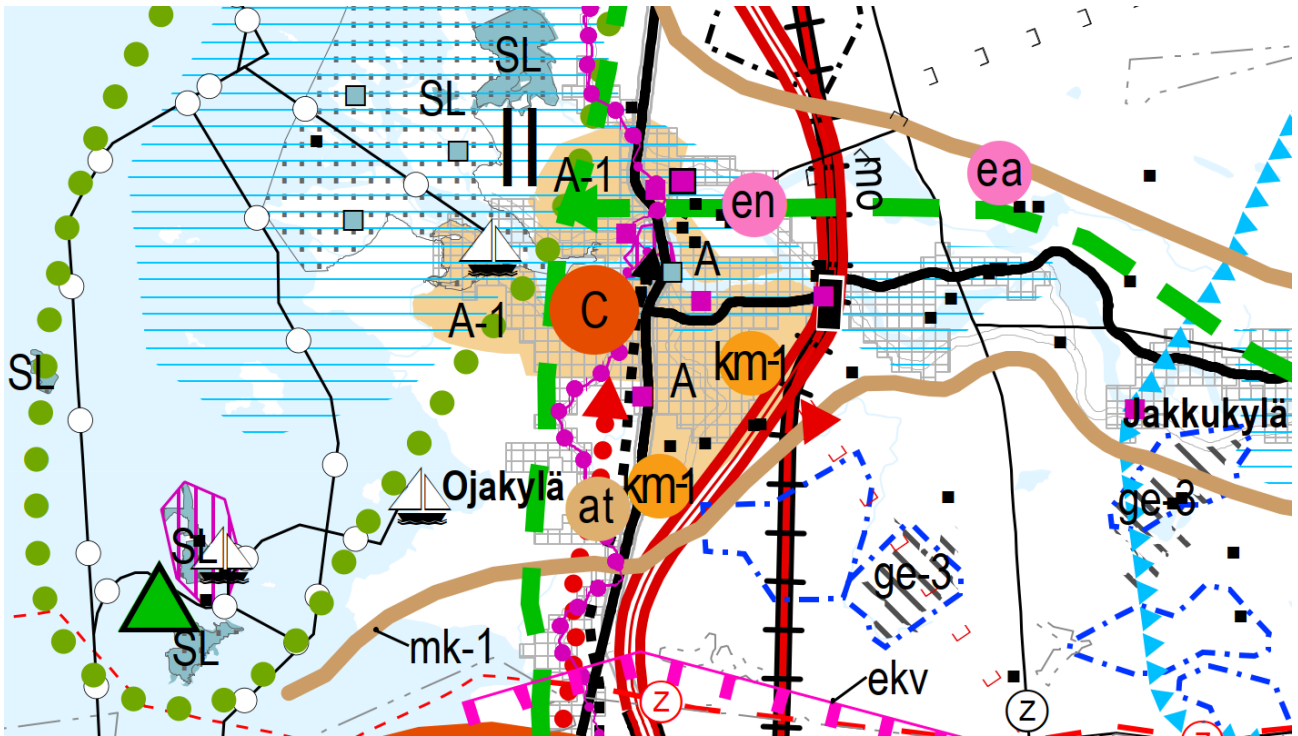 SL
SL
A-1
mo
ea
en
A
C
A-1
km-1
SL
A
Jakkukylä
Ojakylä
km-1
at
ge-3
ge-3
SL
SL
mk-1
ekv
z
z
z